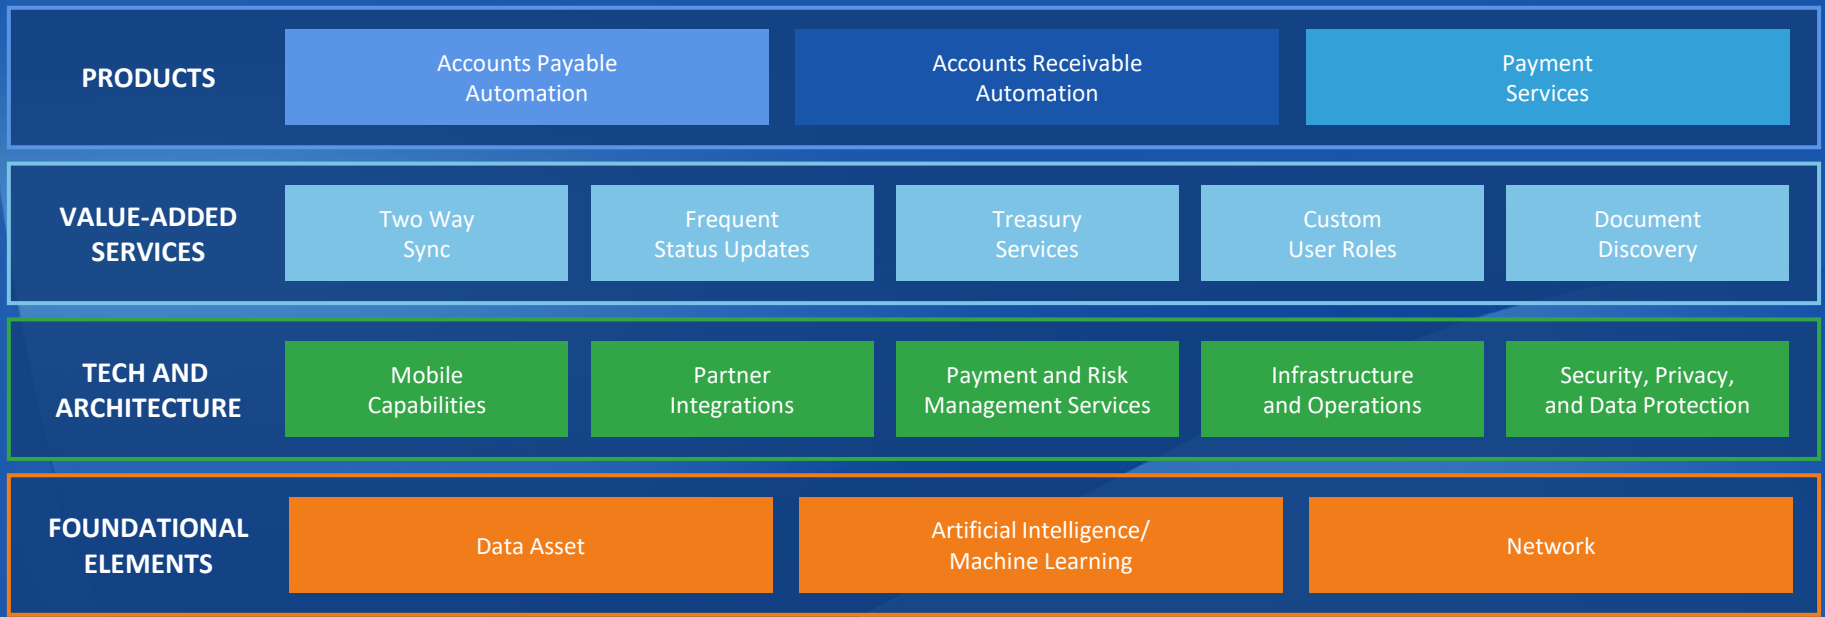 PRODUCTS
Accounts Payable
Automation
Accounts Receivable
Automation
Payment
Services
VALUE-ADDED
SERVICES
Two Way
Sync
Frequent
Status Updates
Treasury
Services
Custom
User Roles
Document
Discovery
TECH AND
ARCHITECTURE
Mobile
Capabilities
Partner
Integrations
Payment and Risk
Management Services
Infrastructure
and Operations
Security, Privacy,
and Data Protection
FOUNDATIONAL
ELEMENTS
Data Asset
Artificial Intelligence/
Machine Learning
Network